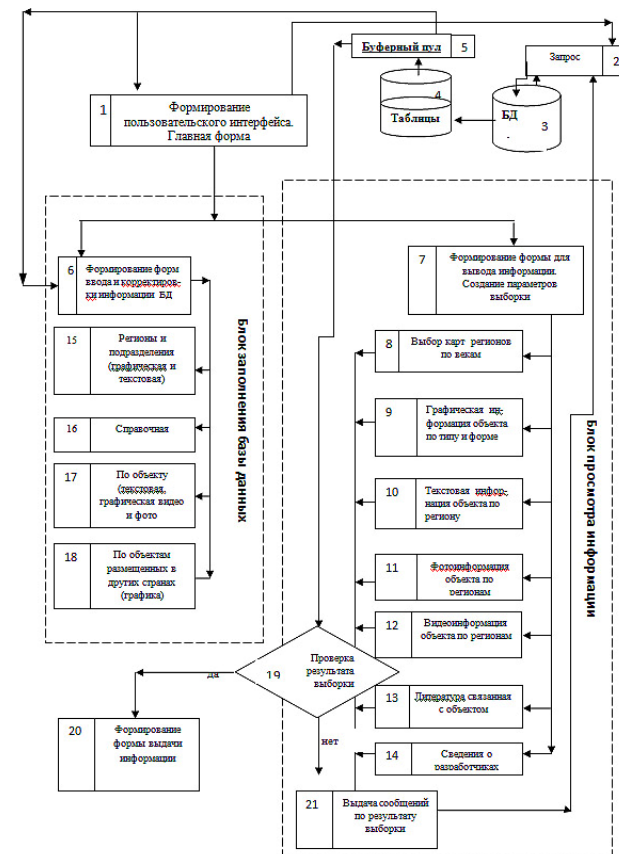 Буферный пул
5
Запрос
2
4
Таблицы
БД
3
1
Формирование
пользовательского интерфейса.
Главная форма
6
Формирование форм
ввода и корректиров-
ки информации БД
7
Формирование формы для
вывода информации.
Создание параметров
выборки
15
Регионы и
подразделения
(графическая и
текстовая)
16
Справочная
17
По объекту
(текстовая,
графическая видео
и фото
18
По объектам
размещенных в
других странах
(графика)
Блок заполнения базы данных
8
Выбор карт регионов
по векам
9
Графическая ин-
формация объекта
по типу и форме
10
Текстовая инфор-
нация объекта по
региону
11
Фотоинформация
объекта по
регионам
12
Видеоинформация
объекта по регионам
13
Литература связанная
с объектом
14
Сведения о
разработчиках
Блок просмотра информации
19
Проверка
результата
выборки
да
нет
20
Формирование
формы выдачи
информации
21
Выдача сообщений
по результату
выборки